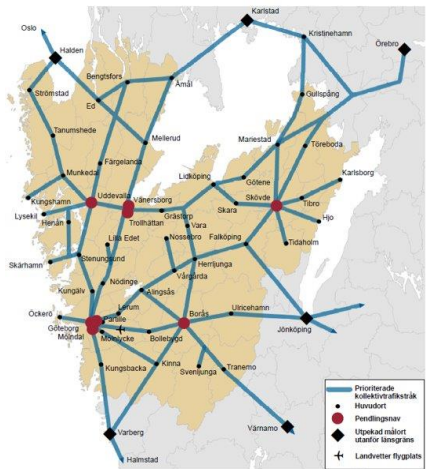 Karlstad
Oslo
Kristinehamn
Halden
Örebro
Bengtsfors
Åmål
Strömstad
Gullspång
Ed
Tanumshede
Mellerud
Mariestad
Töreboda
Munkedal
Färgelanda
Lidköping
Karlsborg
Götene
Kungshamn
Uddevalla
Vänersborg
Skövde
Lysekil
Grästorp
Skara
Tibro
Henån
Trollhättan
Vara
Hjo
Lilla Edet
Nossebro
Falköping
Tidaholm
Skärhamn
Stenungsund
Herrljunga
Nödinge
Vårgårda
Kungälv
Alingsås
Lerum
Öckerö
Partille
Borås
Ulricehamn
Göteborg
Mölndal
Mölnlycke
Bollebygd
Jönköping
Kungsbacka
Kinna
Svenljunga
Tranemo
Värnamo
Varberg
Halmstad
Prioriterade
kollektivtrafikstråk
Huvudort
Pendlingsnav
Utpekad målort
utanför länsgräns
Landvetter flygplats